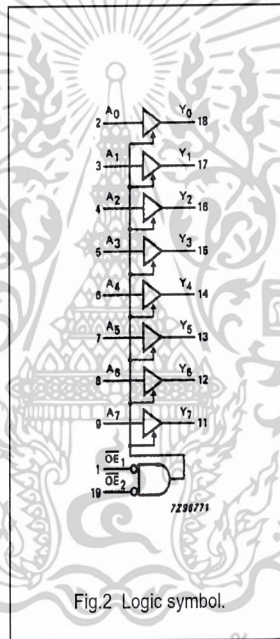 A0 Y0
2 18
A1 Y1
3 17
A2 Y2
4 16
A3 Y3
5 15
A4 Y4
6 14
A5 Y5
7 13
A6 Y6
8 12
A7 Y7
9 11
OE1
1
OE2
19
7Z96771
Fig.2 Logic symbol.